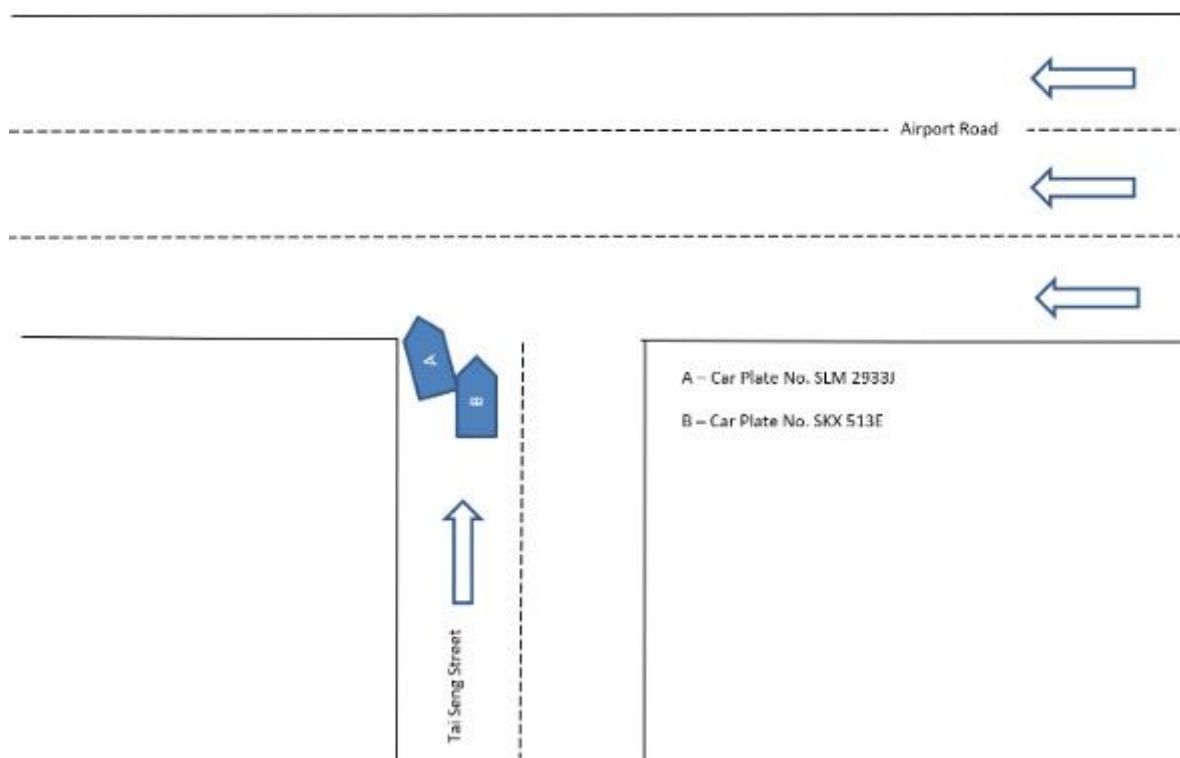 Airport Road
A
B
A – Car Plate No. SLM 2933J
B – Car Plate No. SKX 513E
Tai Seng Street